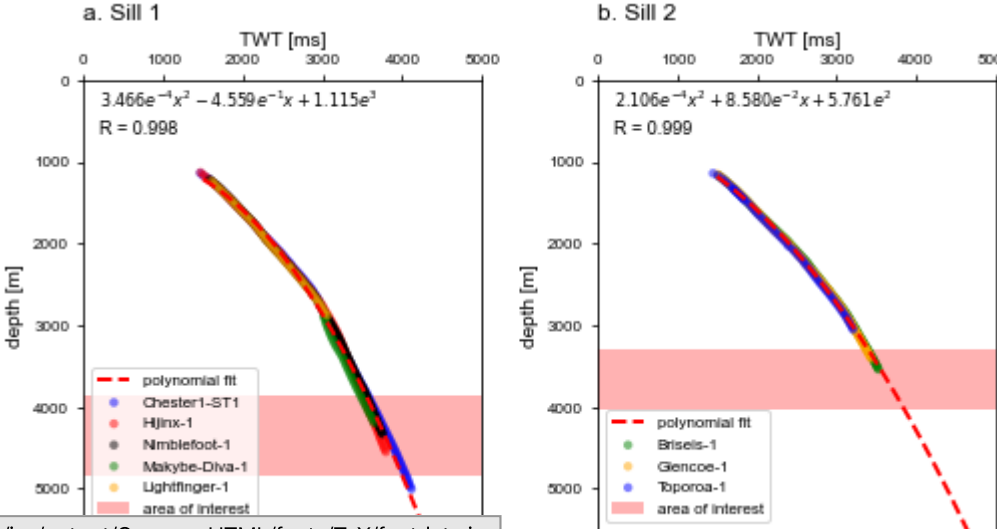 a. Sill 1
TWT [ms]
0 1000 2000 3000 4000 5000
0
3.466e⁻⁴x² − 4.559e⁻¹x + 1.115e³
R = 0.998
1000
2000
3000
4000
5000
depth [m]
polynomial fit
Chester1-ST1
Hijinx-1
Nimblefoot-1
Makybe-Diva-1
Lightfinger-1
area of interest
b. Sill 2
TWT [ms]
0 1000 2000 3000 4000 5000
0
2.106e⁻⁴x² + 8.580e⁻²x + 5.761e²
R = 0.999
1000
2000
3000
4000
5000
depth [m]
polynomial fit
Briseis-1
Glencoe-1
Toporoa-1
area of interest